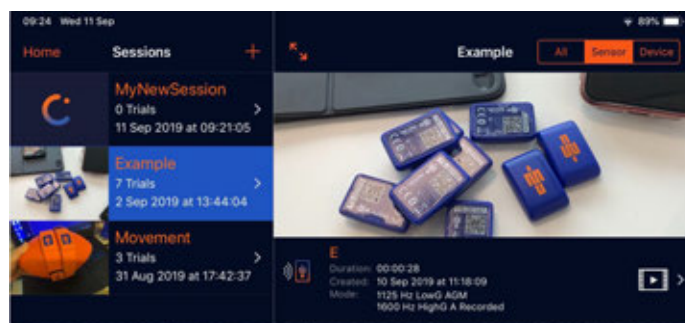 09:24 Wed 11 Sep
89%
Home
Sessions
+
Example
All
Sensor
Device
MyNewSession
0 Trials
11 Sep 2019 at 09:21:05
Example
7 Trials
2 Sep 2019 at 13:44:04
Movement
3 Trials
31 Aug 2019 at 17:42:37
E
Duration: 00:00:28
Created: 10 Sep 2019 at 11:18:09
Mode: 1125 Hz LowG AGM
1600 Hz HighG A Recorded